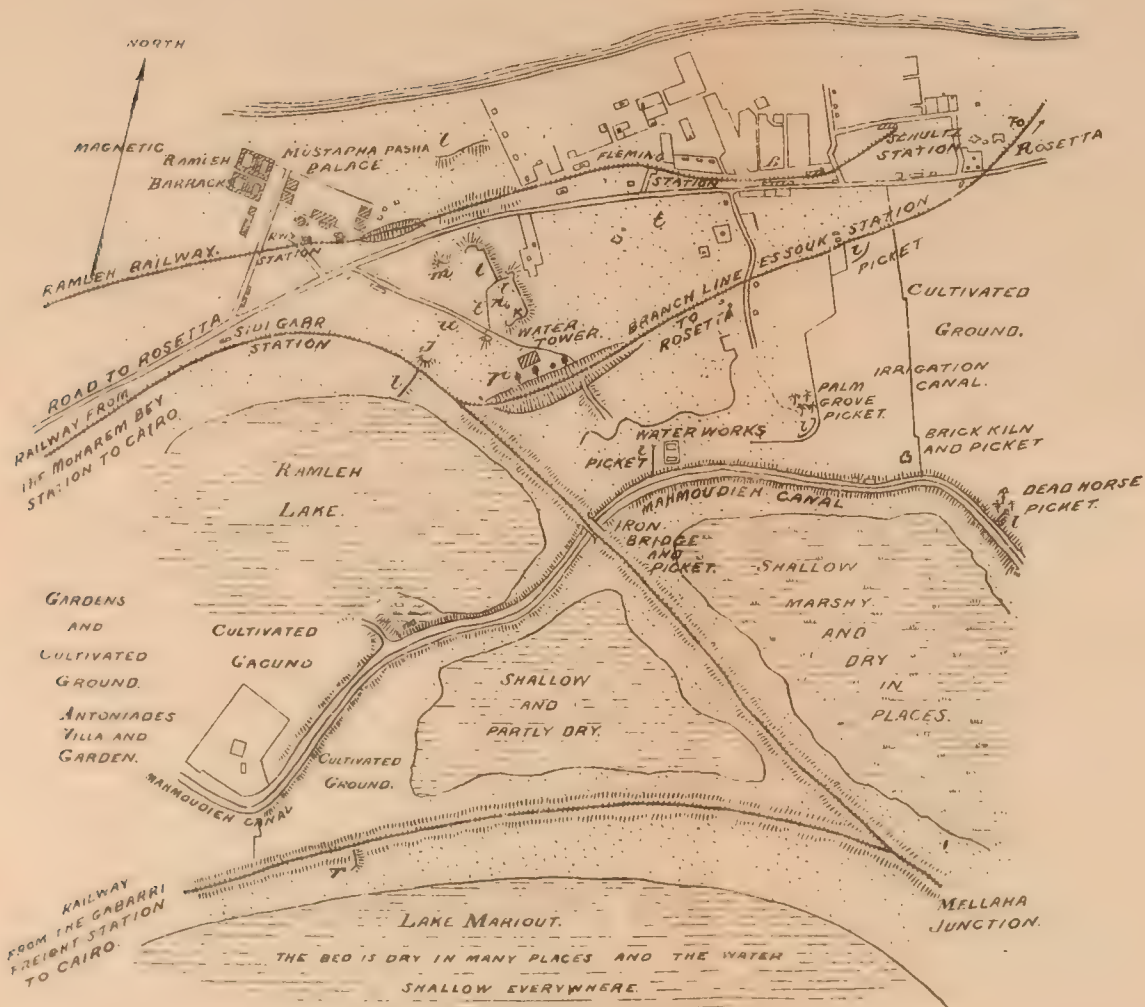 NORTH
MAGNETIC
RAMLEH
BARRACKS
MUSTAPHA PASHA
PALACE
l
FLEMING
STATION
SCHULTZ
STATION
TO
ROSETTA
RAMLEH RAILWAY.
RWY
STATION
m
l
t
ESSOUK STATION
l
PICKET
CULTIVATED
GROUND.
ROAD TO ROSETTA
SIDI GABR
STATION
RAILWAY FROM
THE MOHAREM BEY
STATION TO CAIRO.
u
t
K
WATER
TOWER.
BRANCH LINE
TO
ROSETTA
J
l
r
IRRIGATION
CANAL.
PALM
GROVE
PICKET.
l
WATER WORKS
PICKET
BRICK KILN
AND PICKET
B
RAMLEH
LAKE.
MAHMOUDIEH CANAL
DEAD HORSE
PICKET.
l
IRON
BRIDGE
AND
PICKET.
SHALLOW
MARSHY
AND
DRY
IN
PLACES.
GARDENS
AND
CULTIVATED
GROUND.
ANTONIADES
VILLA AND
GARDEN.
CULTIVATED
GROUND
SHALLOW
AND
PARTLY DRY.
CULTIVATED
GROUND.
MAHMOUDIEH CANAL
r
RAILWAY
FROM THE GABARRI
FREIGHT STATION
TO CAIRO.
MELLAHA
JUNCTION.
LAKE MARIOUT.
THE BED IS DRY IN MANY PLACES AND THE WATER
SHALLOW EVERYWHERE.